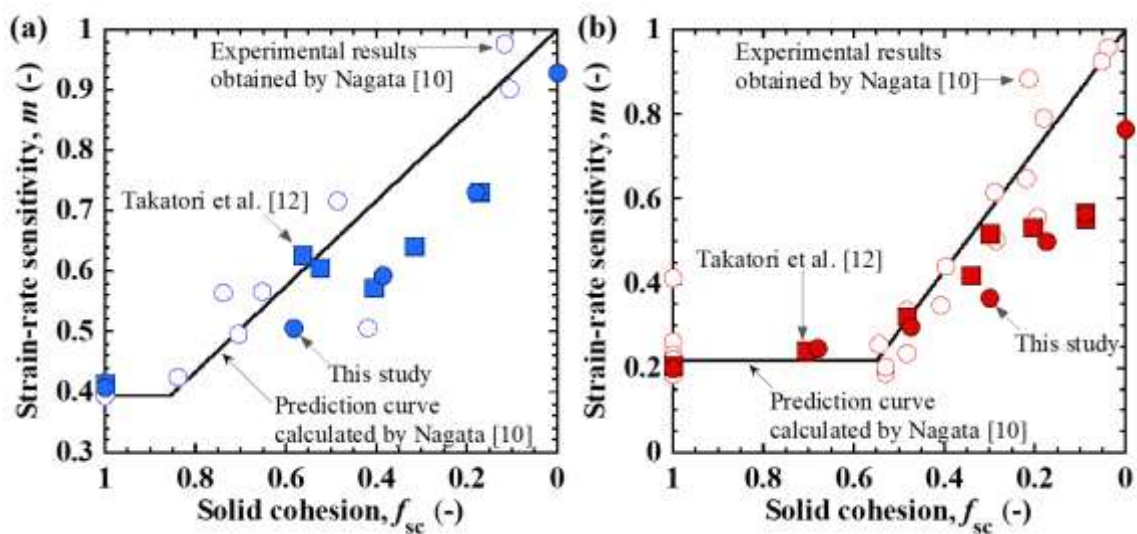 (a)
1
0.9
0.8
0.7
0.6
0.5
0.4
0.3
Strain-rate sensitivity, m (-)
Experimental results
obtained by Nagata [10]
Takatori et al. [12]
This study
Prediction curve
calculated by Nagata [10]
1
0.8
0.6
0.4
0.2
0
Solid cohesion, fsc (-)
(b)
1
0.8
0.6
0.4
0.2
0
Strain-rate sensitivity, m (-)
Experimental results
obtained by Nagata [10]
Takatori et al. [12]
This study
Prediction curve
calculated by Nagata [10]
1
0.8
0.6
0.4
0.2
0
Solid cohesion, fsc (-)